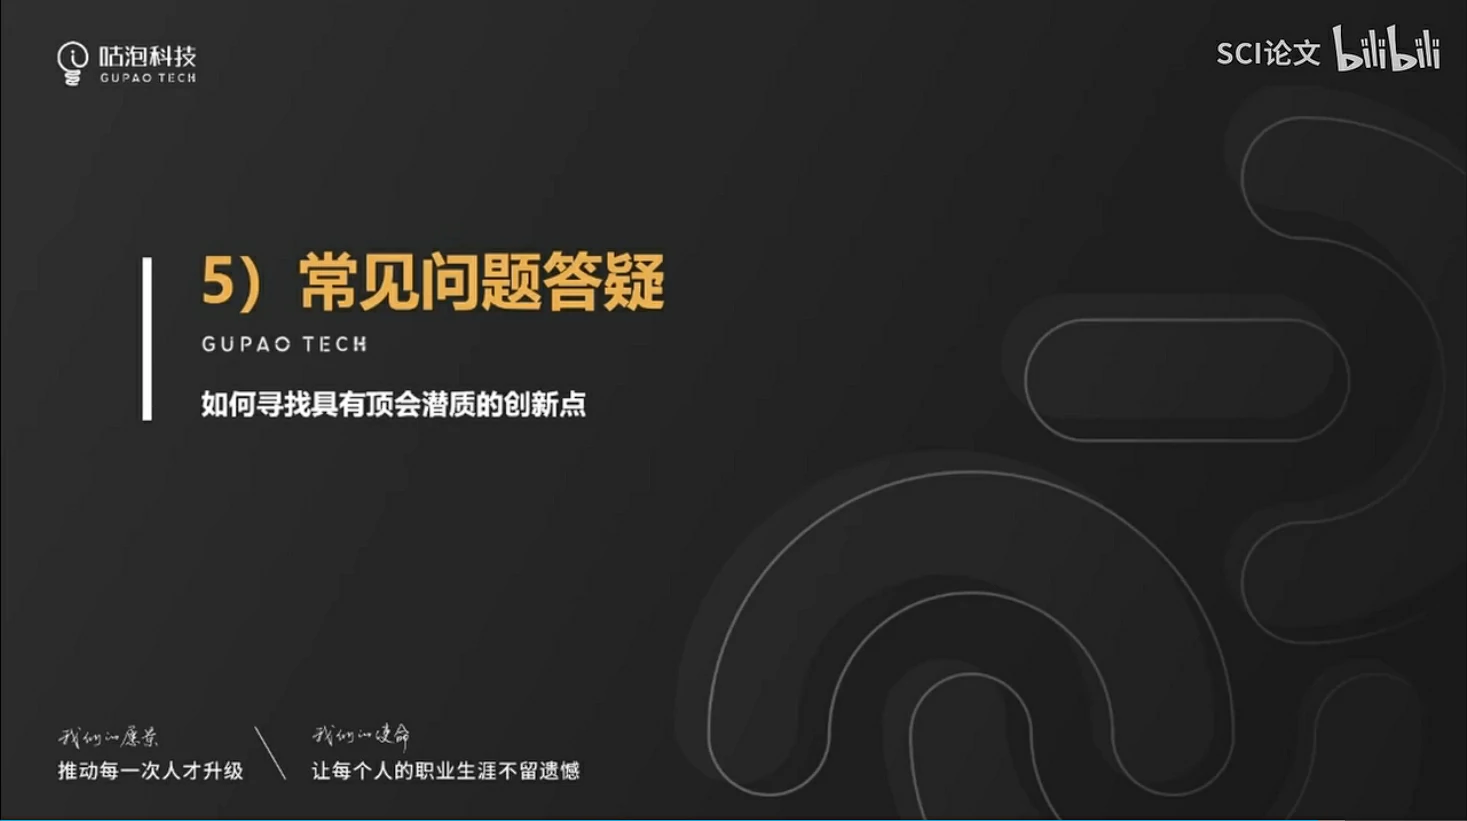 咕泡科技
GUPAO TECH
SCI论文 bilibili
5）常见问题答疑
GUPAO TECH
如何寻找具有顶会潜质的创新点
我们的愿景
我们的使命
推动每一次人才升级
让每个人的职业生涯不留遗憾